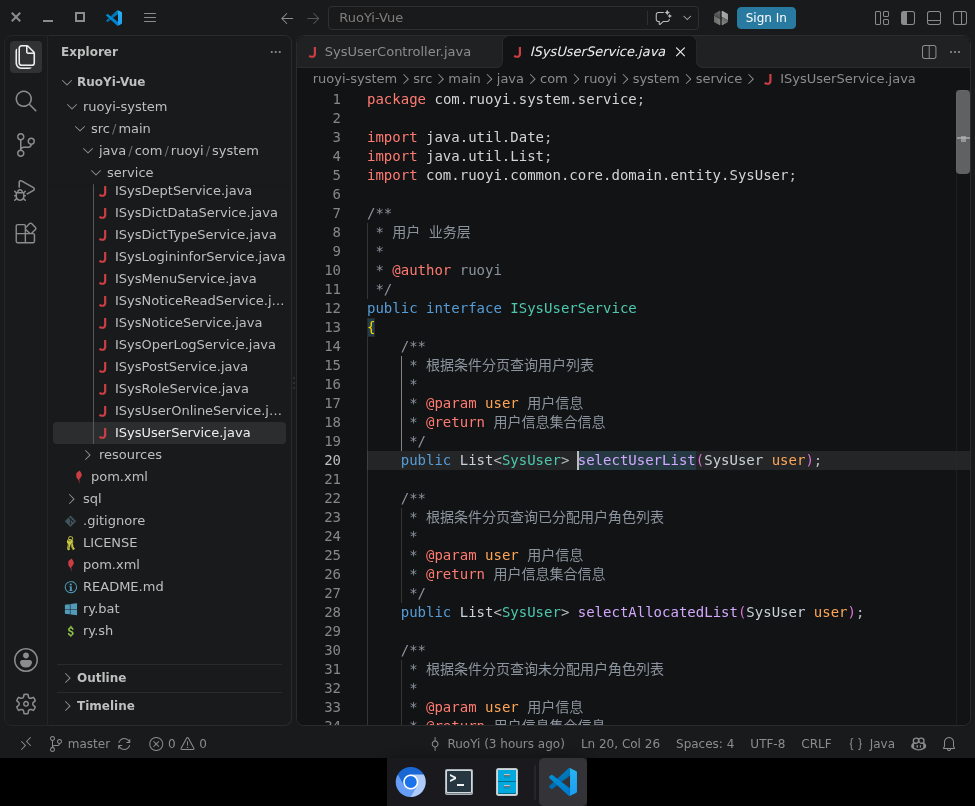 RuoYi-Vue
Sign In
Explorer
RuoYi-Vue
ruoyi-system
src/main
java/com/ruoyi/system
service
ISysDeptService.java
ISysDictDataService.java
ISysDictTypeService.java
ISysLogininforService.java
ISysMenuService.java
ISysNoticeReadService.j...
ISysNoticeService.java
ISysOperLogService.java
ISysPostService.java
ISysRoleService.java
ISysUserOnlineService.j...
ISysUserService.java
resources
pom.xml
sql
.gitignore
LICENSE
pom.xml
README.md
ry.bat
ry.sh
Outline
Timeline
SysUserController.java
ISysUserService.java
ruoyi-system > src > main > java > com > ruoyi > system > service > ISysUserService.java
1 package com.ruoyi.system.service;
2
3 import java.util.Date;
4 import java.util.List;
5 import com.ruoyi.common.core.domain.entity.SysUser;
6
7 /**
8  * 用户 业务层
9  *
10  * @author ruoyi
11  */
12 public interface ISysUserService
13 {
14     /**
15      * 根据条件分页查询用户列表
16      *
17      * @param user 用户信息
18      * @return 用户信息集合信息
19      */
20     public List<SysUser> selectUserList(SysUser user);
21
22     /**
23      * 根据条件分页查询已分配用户角色列表
24      *
25      * @param user 用户信息
26      * @return 用户信息集合信息
27      */
28     public List<SysUser> selectAllocatedList(SysUser user);
29
30     /**
31      * 根据条件分页查询未分配用户角色列表
32      *
33      * @param user 用户信息
34      * @return 用户信息集合信息
master
0
0
RuoYi (3 hours ago)
Ln 20, Col 26
Spaces: 4
UTF-8
CRLF
{ } Java